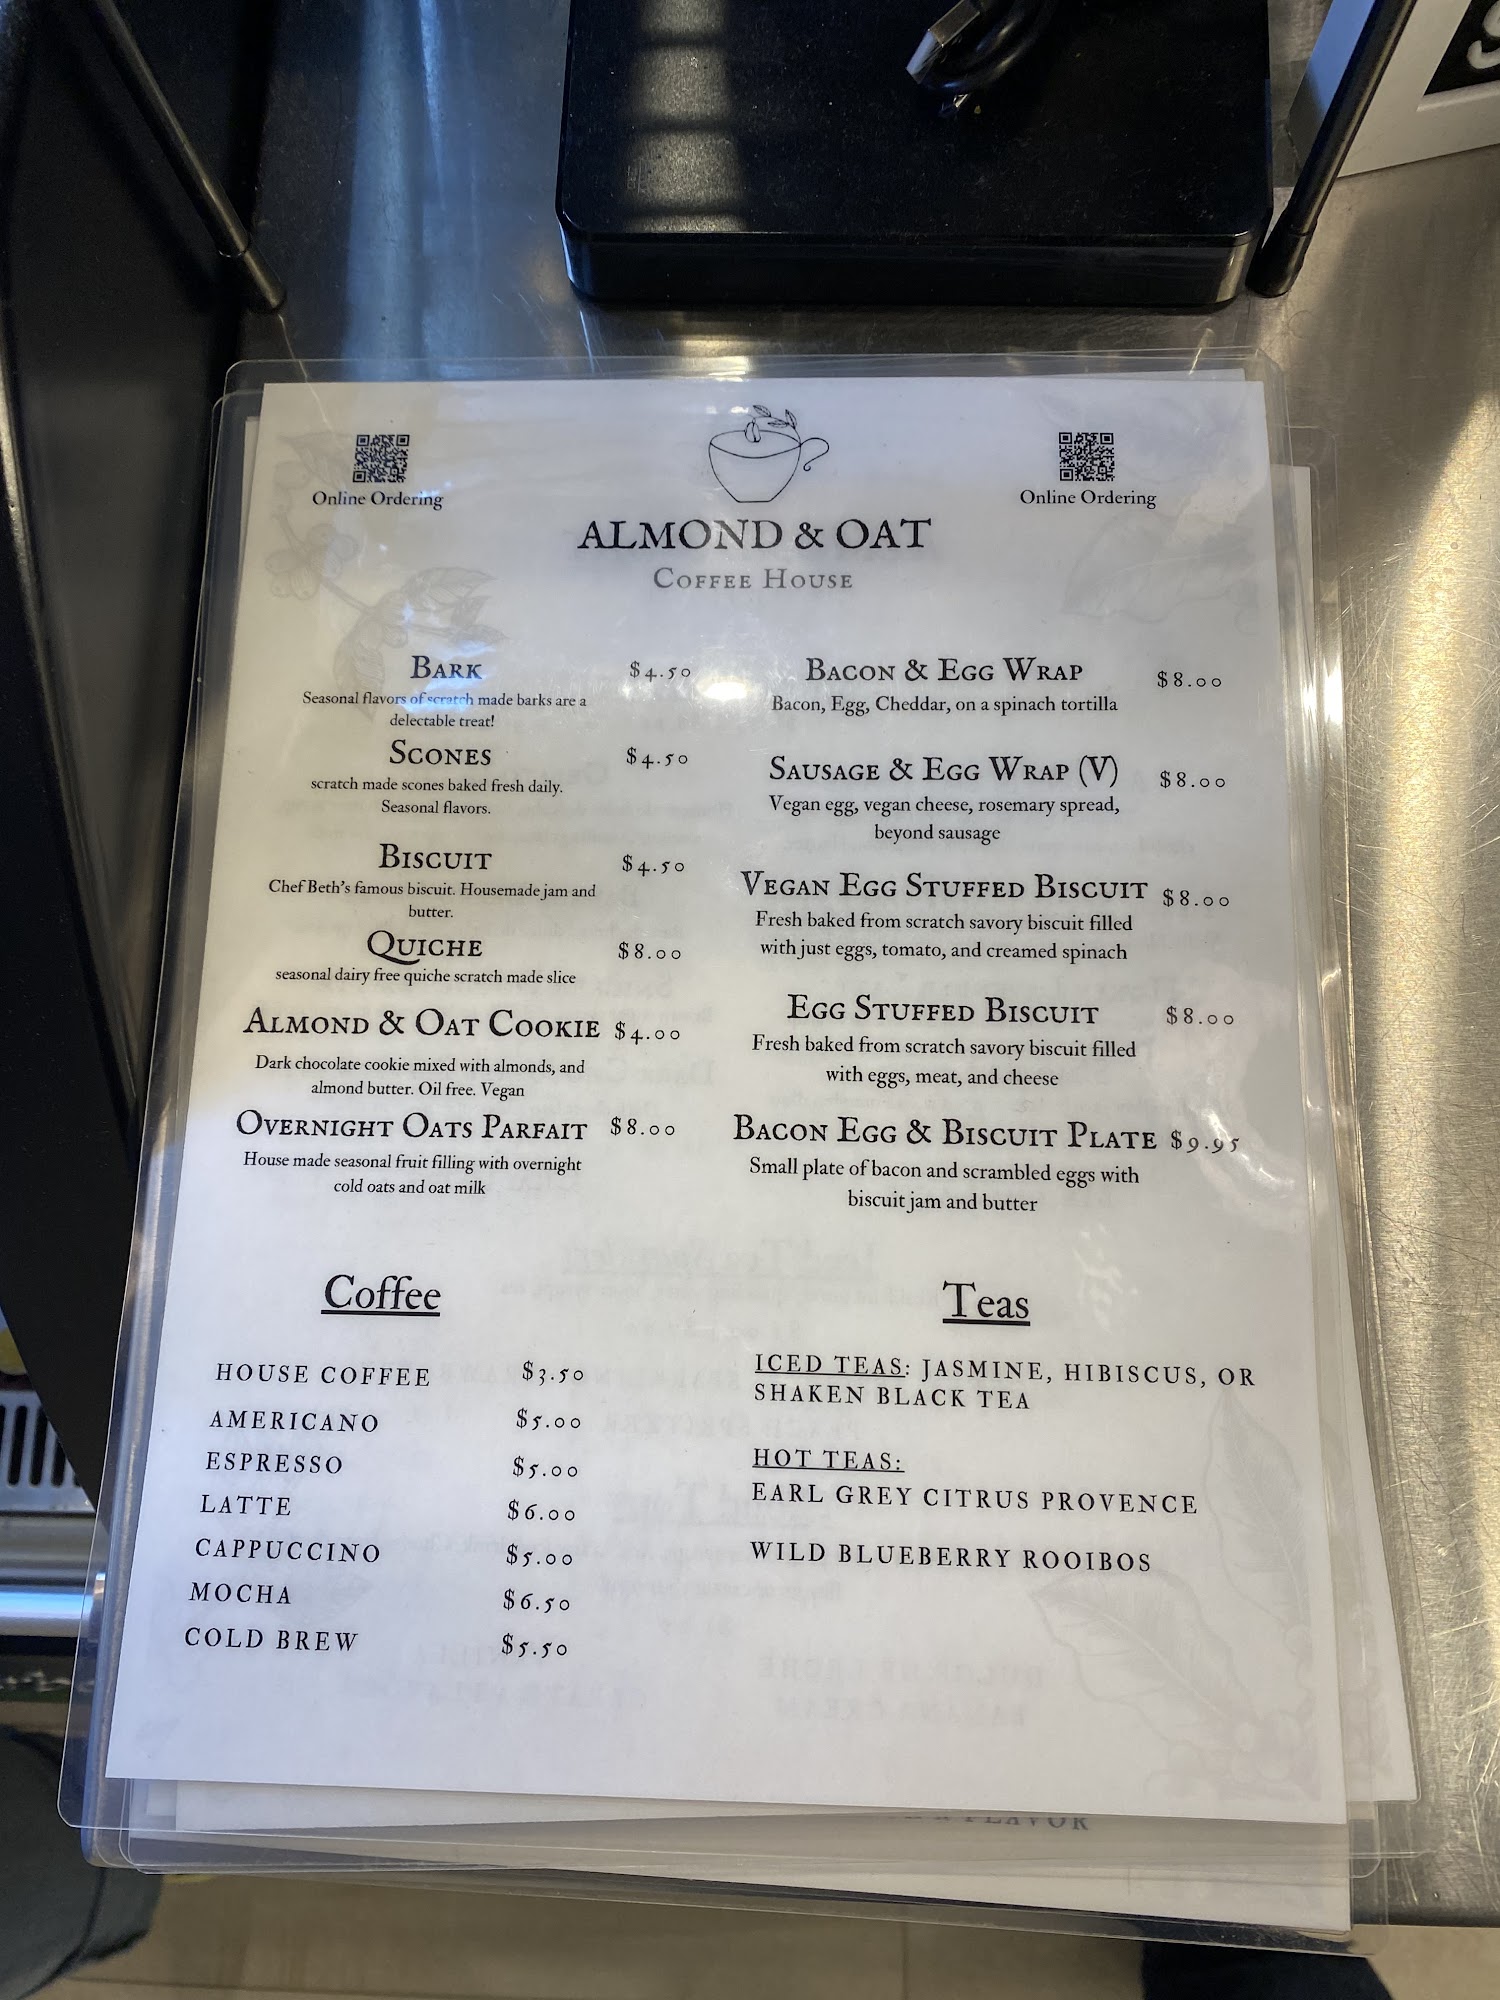 Online Ordering
Online Ordering
ALMOND & OAT
COFFEE HOUSE
BARK $4.50
Seasonal flavors of scratch made barks are a
delectable treat!
SCONES $4.50
scratch made scones baked fresh daily.
Seasonal flavors.
BISCUIT $4.50
Chef Beth's famous biscuit. Housemade jam and
butter.
QUICHE $8.00
seasonal dairy free quiche scratch made slice
ALMOND & OAT COOKIE $4.00
Dark chocolate cookie mixed with almonds, and
almond butter. Oil free. Vegan
OVERNIGHT OATS PARFAIT $8.00
House made seasonal fruit filling with overnight
cold oats and oat milk
BACON & EGG WRAP $8.00
Bacon, Egg, Cheddar, on a spinach tortilla
SAUSAGE & EGG WRAP (V) $8.00
Vegan egg, vegan cheese, rosemary spread,
beyond sausage
VEGAN EGG STUFFED BISCUIT $8.00
Fresh baked from scratch savory biscuit filled
with just eggs, tomato, and creamed spinach
EGG STUFFED BISCUIT $8.00
Fresh baked from scratch savory biscuit filled
with eggs, meat, and cheese
BACON EGG & BISCUIT PLATE $9.95
Small plate of bacon and scrambled eggs with
biscuit jam and butter
Coffee
HOUSE COFFEE $3.50
AMERICANO $5.00
ESPRESSO $5.00
LATTE $6.00
CAPPUCCINO $5.00
MOCHA $6.50
COLD BREW $5.50
Teas
ICED TEAS: JASMINE, HIBISCUS, OR
SHAKEN BLACK TEA
HOT TEAS:
EARL GREY CITRUS PROVENCE
WILD BLUEBERRY ROOIBOS
FLAVOR